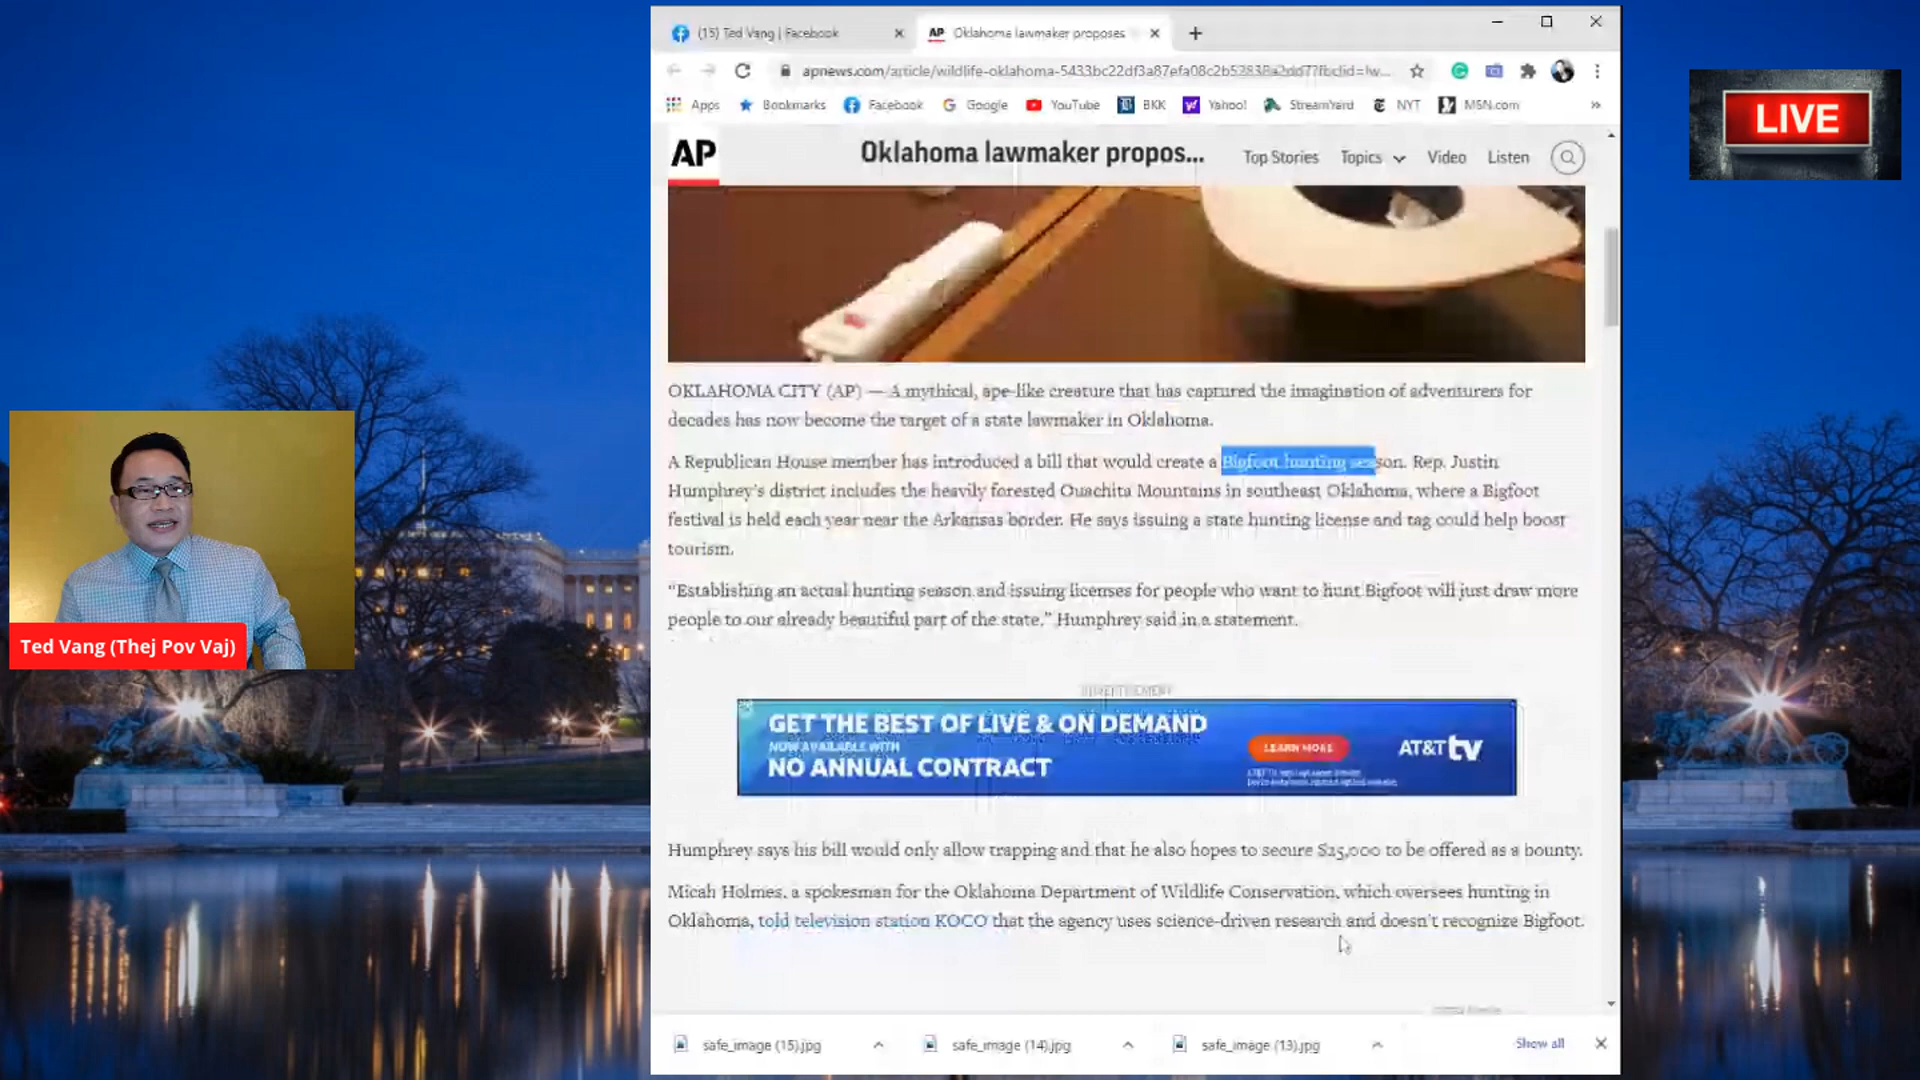 (15) Ted Vang | Facebook
AP Oklahoma lawmaker proposes
apnews.com/article/wildlife-oklahoma-5433bc22df3a87efa08c2b52838a2dd7?fbclid=Iw...
Apps Bookmarks Facebook Google YouTube BKK Yahoo! StreamYard NYT MSN.com
LIVE
AP Oklahoma lawmaker propos... Top Stories Topics Video Listen
OKLAHOMA CITY (AP) — A mythical, ape-like creature that has captured the imagination of adventurers for
decades has now become the target of a state lawmaker in Oklahoma.
A Republican House member has introduced a bill that would create a Bigfoot hunting season. Rep. Justin
Humphrey's district includes the heavily forested Ouachita Mountains in southeast Oklahoma, where a Bigfoot
festival is held each year near the Arkansas border. He says issuing a state hunting license and tag could help boost
tourism.
“Establishing an actual hunting season and issuing licenses for people who want to hunt Bigfoot will just draw more
people to our already beautiful part of the state,” Humphrey said in a statement.
Ted Vang (Thej Pov Vaj)
ADVERTISEMENT
GET THE BEST OF LIVE & ON DEMAND
NOW AVAILABLE WITH
NO ANNUAL CONTRACT
LEARN MORE
AT&T tv
Humphrey says his bill would only allow trapping and that he also hopes to secure $25,000 to be offered as a bounty.
Micah Holmes, a spokesman for the Oklahoma Department of Wildlife Conservation, which oversees hunting in
Oklahoma, told television station KOCO that the agency uses science-driven research and doesn't recognize Bigfoot.
safe_image (15).jpg safe_image (14).jpg safe_image (13).jpg Show all